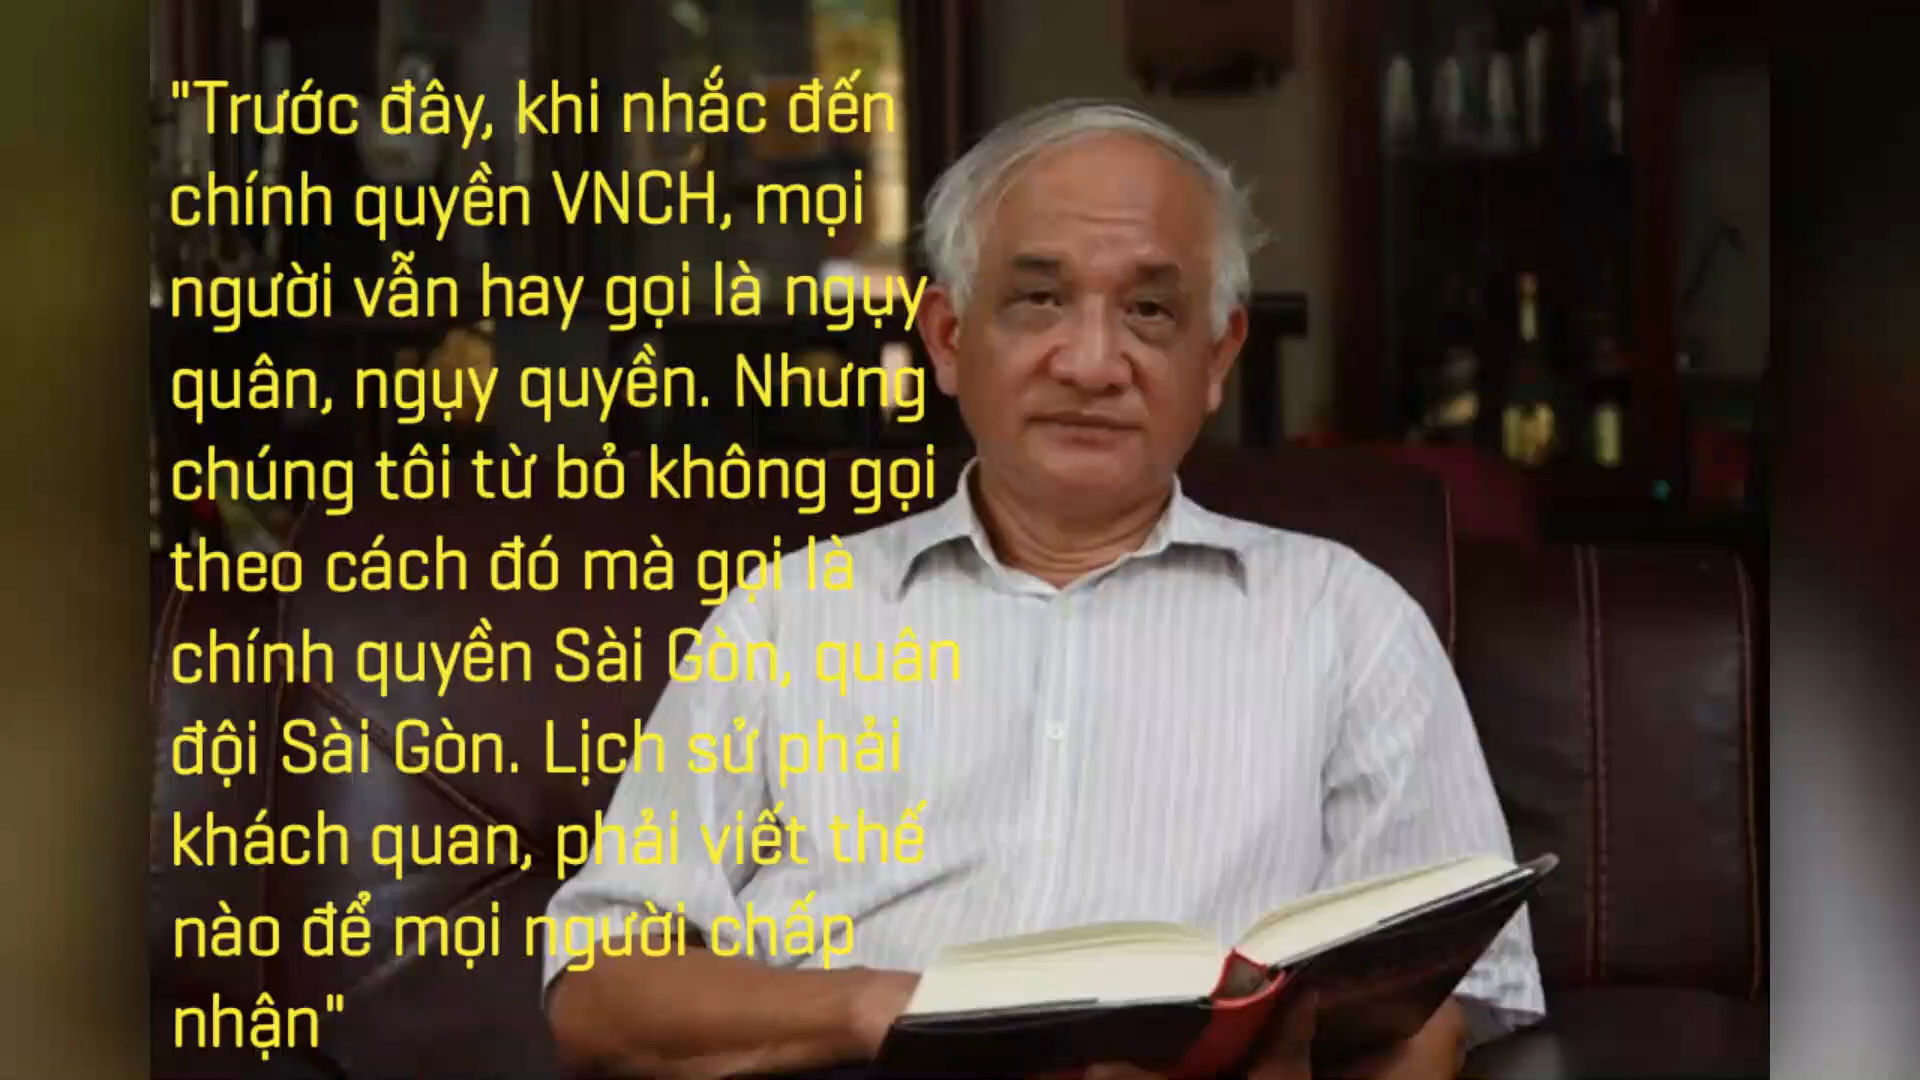 "Trước đây, khi nhắc đến
chính quyền VNCH, mọi
người vẫn hay gọi là ngụy
quân, ngụy quyền. Nhưng
chúng tôi từ bỏ không gọi
theo cách đó mà gọi là
chính quyền Sài Gòn, quân
đội Sài Gòn. Lịch sử phải
khách quan, phải viết thế
nào để mọi người chấp
nhận"